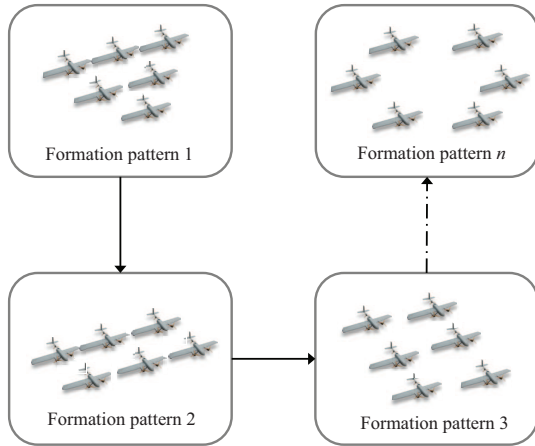 Formation pattern 1
Formation pattern n
Formation pattern 2
Formation pattern 3